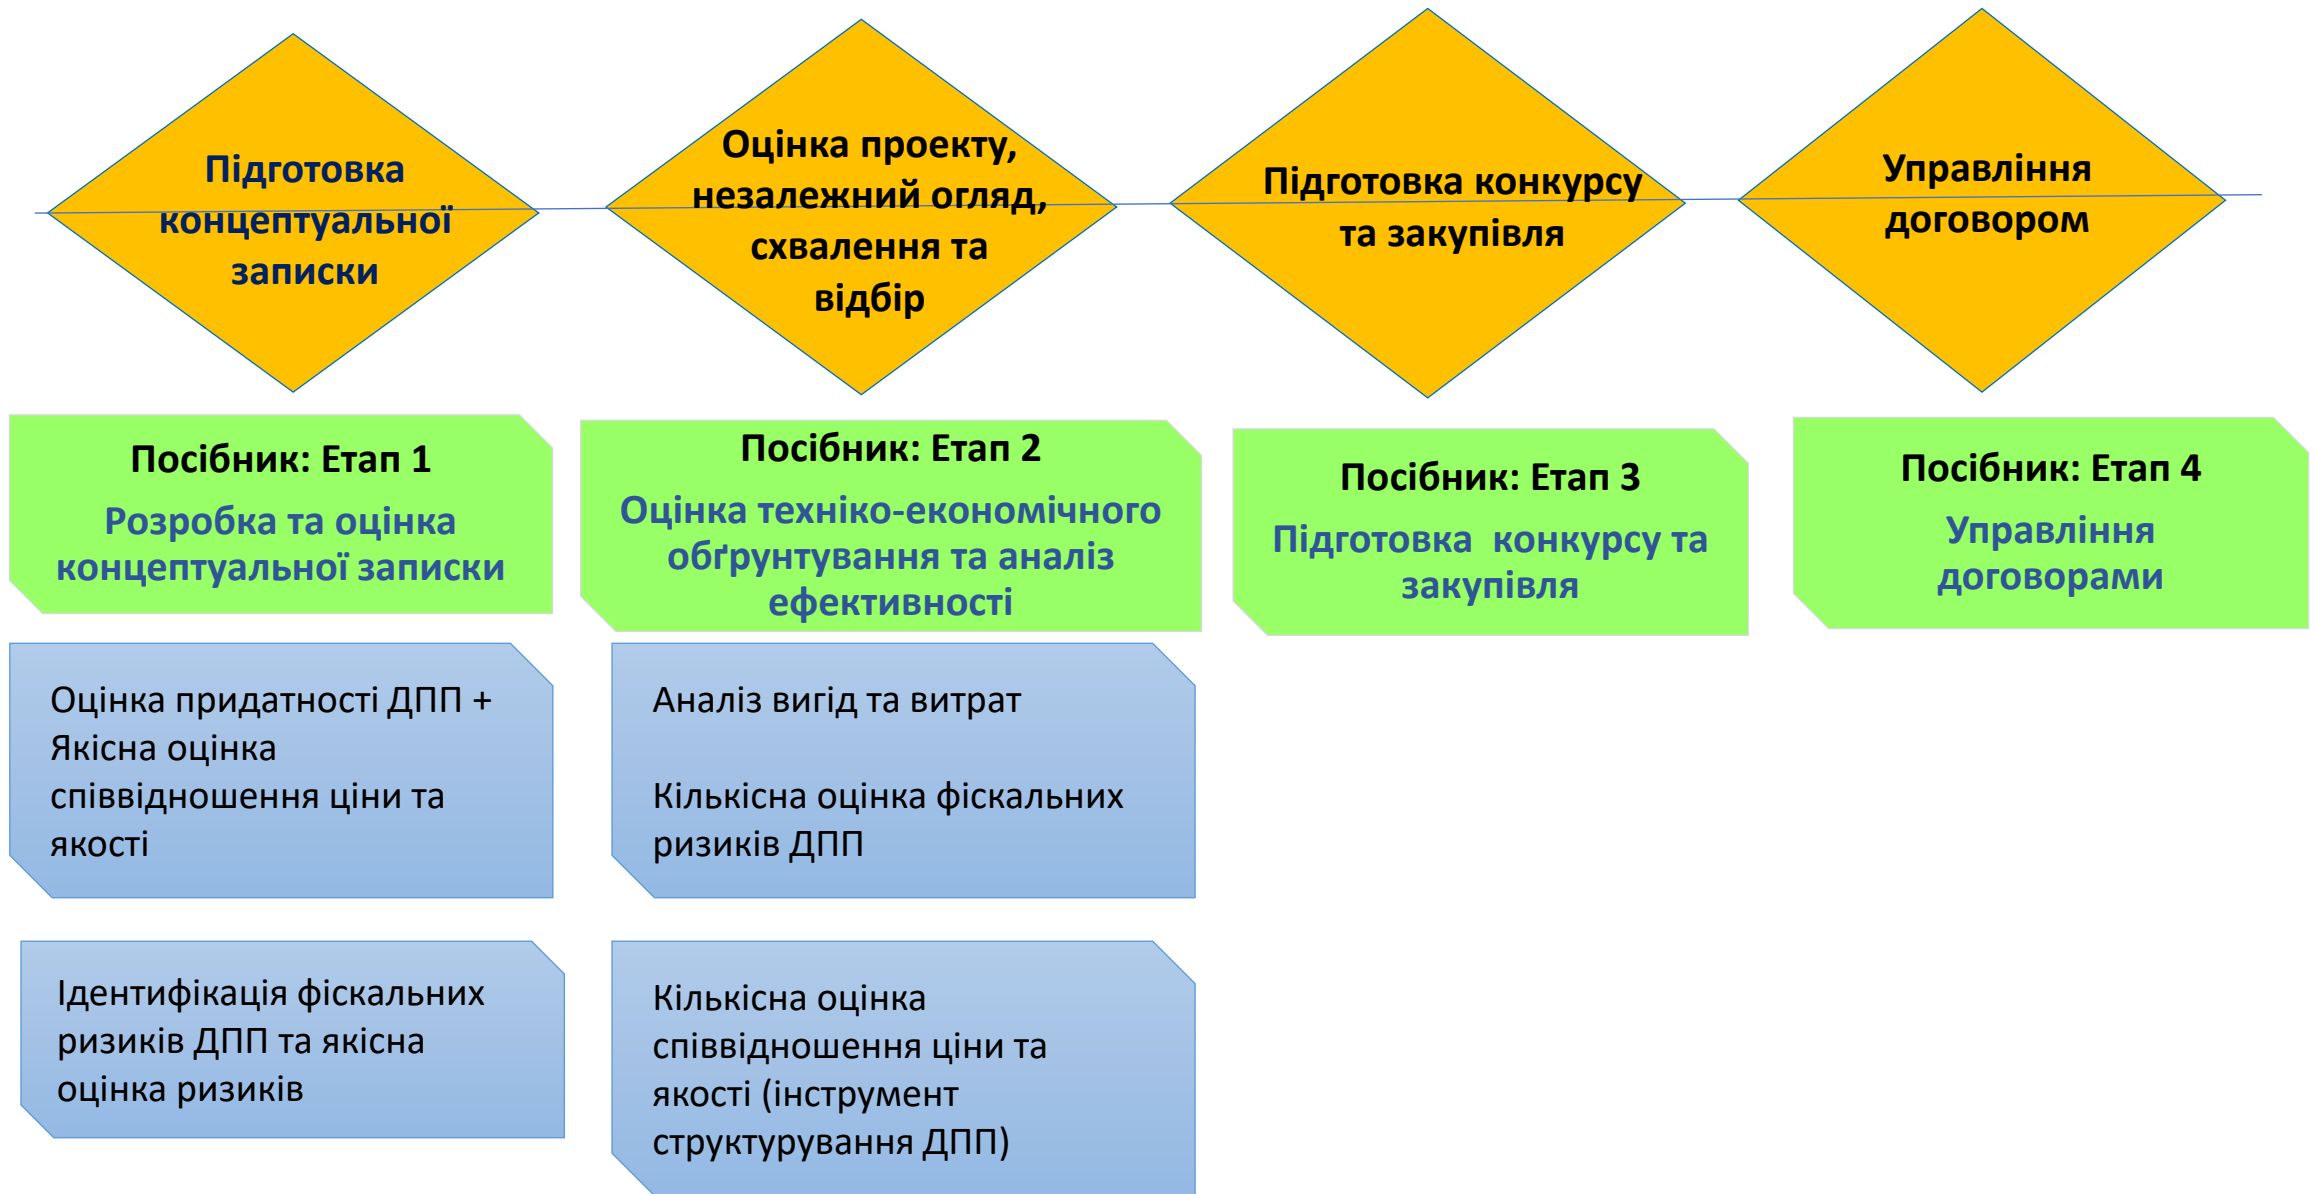 Підготовка
концептуальної
записки
Оцінка проекту,
незалежний огляд,
схвалення та
відбір
Підготовка конкурсу
та закупівля
Управління
договором
Посібник: Етап 1
Розробка та оцінка
концептуальної записки
Посібник: Етап 2
Оцінка техніко-економічного
обґрунтування та аналіз
ефективності
Посібник: Етап 3
Підготовка  конкурсу та
закупівля
Посібник: Етап 4
Управління
договорами
Оцінка придатності ДПП +
Якісна оцінка
співвідношення ціни та
якості
Аналіз вигід та витрат
Кількісна оцінка фіскальних
ризиків ДПП
Ідентифікація фіскальних
ризиків ДПП та якісна
оцінка ризиків
Кількісна оцінка
співвідношення ціни та
якості (інструмент
структурування ДПП)